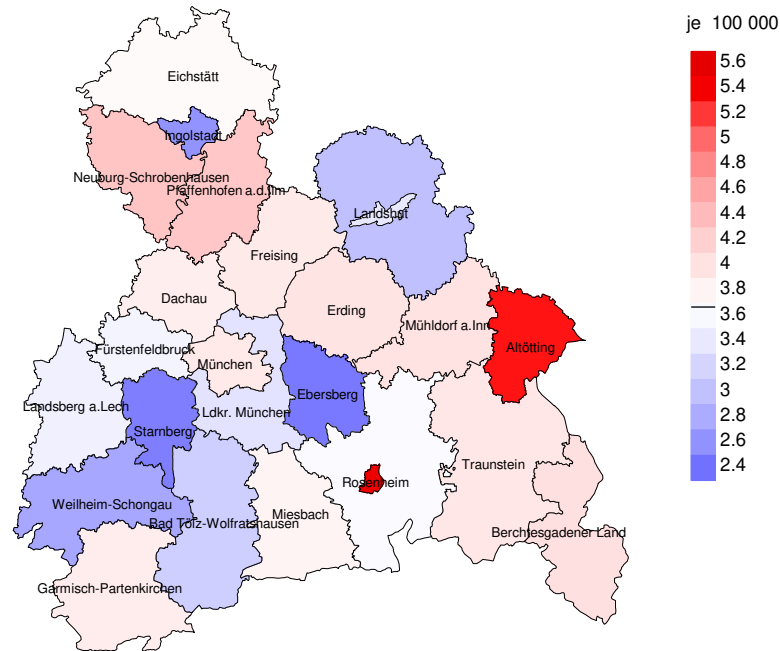 je 100 000
5.6
5.4
5.2
5
4.8
4.6
4.4
4.2
4
3.8
3.6
3.4
3.2
3
2.8
2.6
2.4
Eichstätt
Ingolstadt
Neuburg-Schrobenhausen
Pfaffenhofen a.d.Ilm
Landshut
Freising
Dachau
Erding
Mühldorf a.Inn
Altötting
Fürstenfeldbruck
München
Landsberg a.Lech
Starnberg
Ldkr. München
Ebersberg
Traunstein
Rosenheim
Weilheim-Schongau
Bad Tölz-Wolfratshausen
Miesbach
Berchtesgadener Land
Garmisch-Partenkirchen